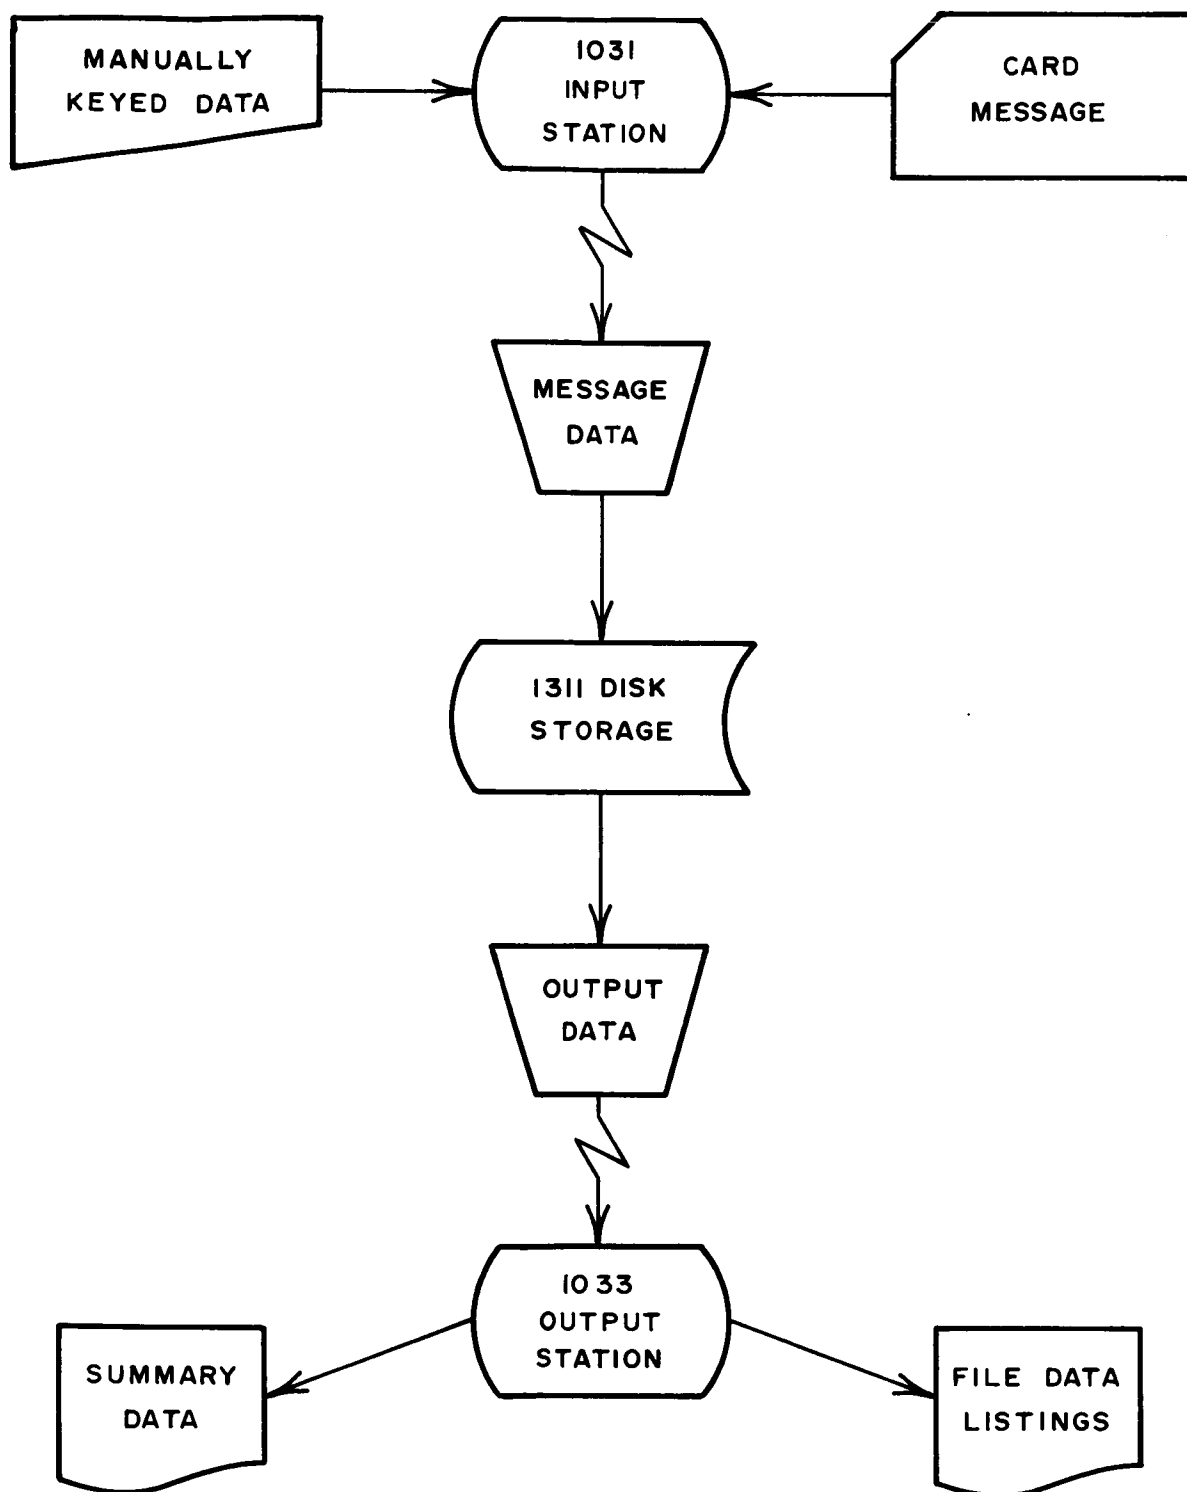 MANUALLY
KEYED DATA
1031
INPUT
STATION
CARD
MESSAGE
MESSAGE
DATA
1311 DISK
STORAGE
OUTPUT
DATA
1033
OUTPUT
STATION
SUMMARY
DATA
FILE DATA
LISTINGS